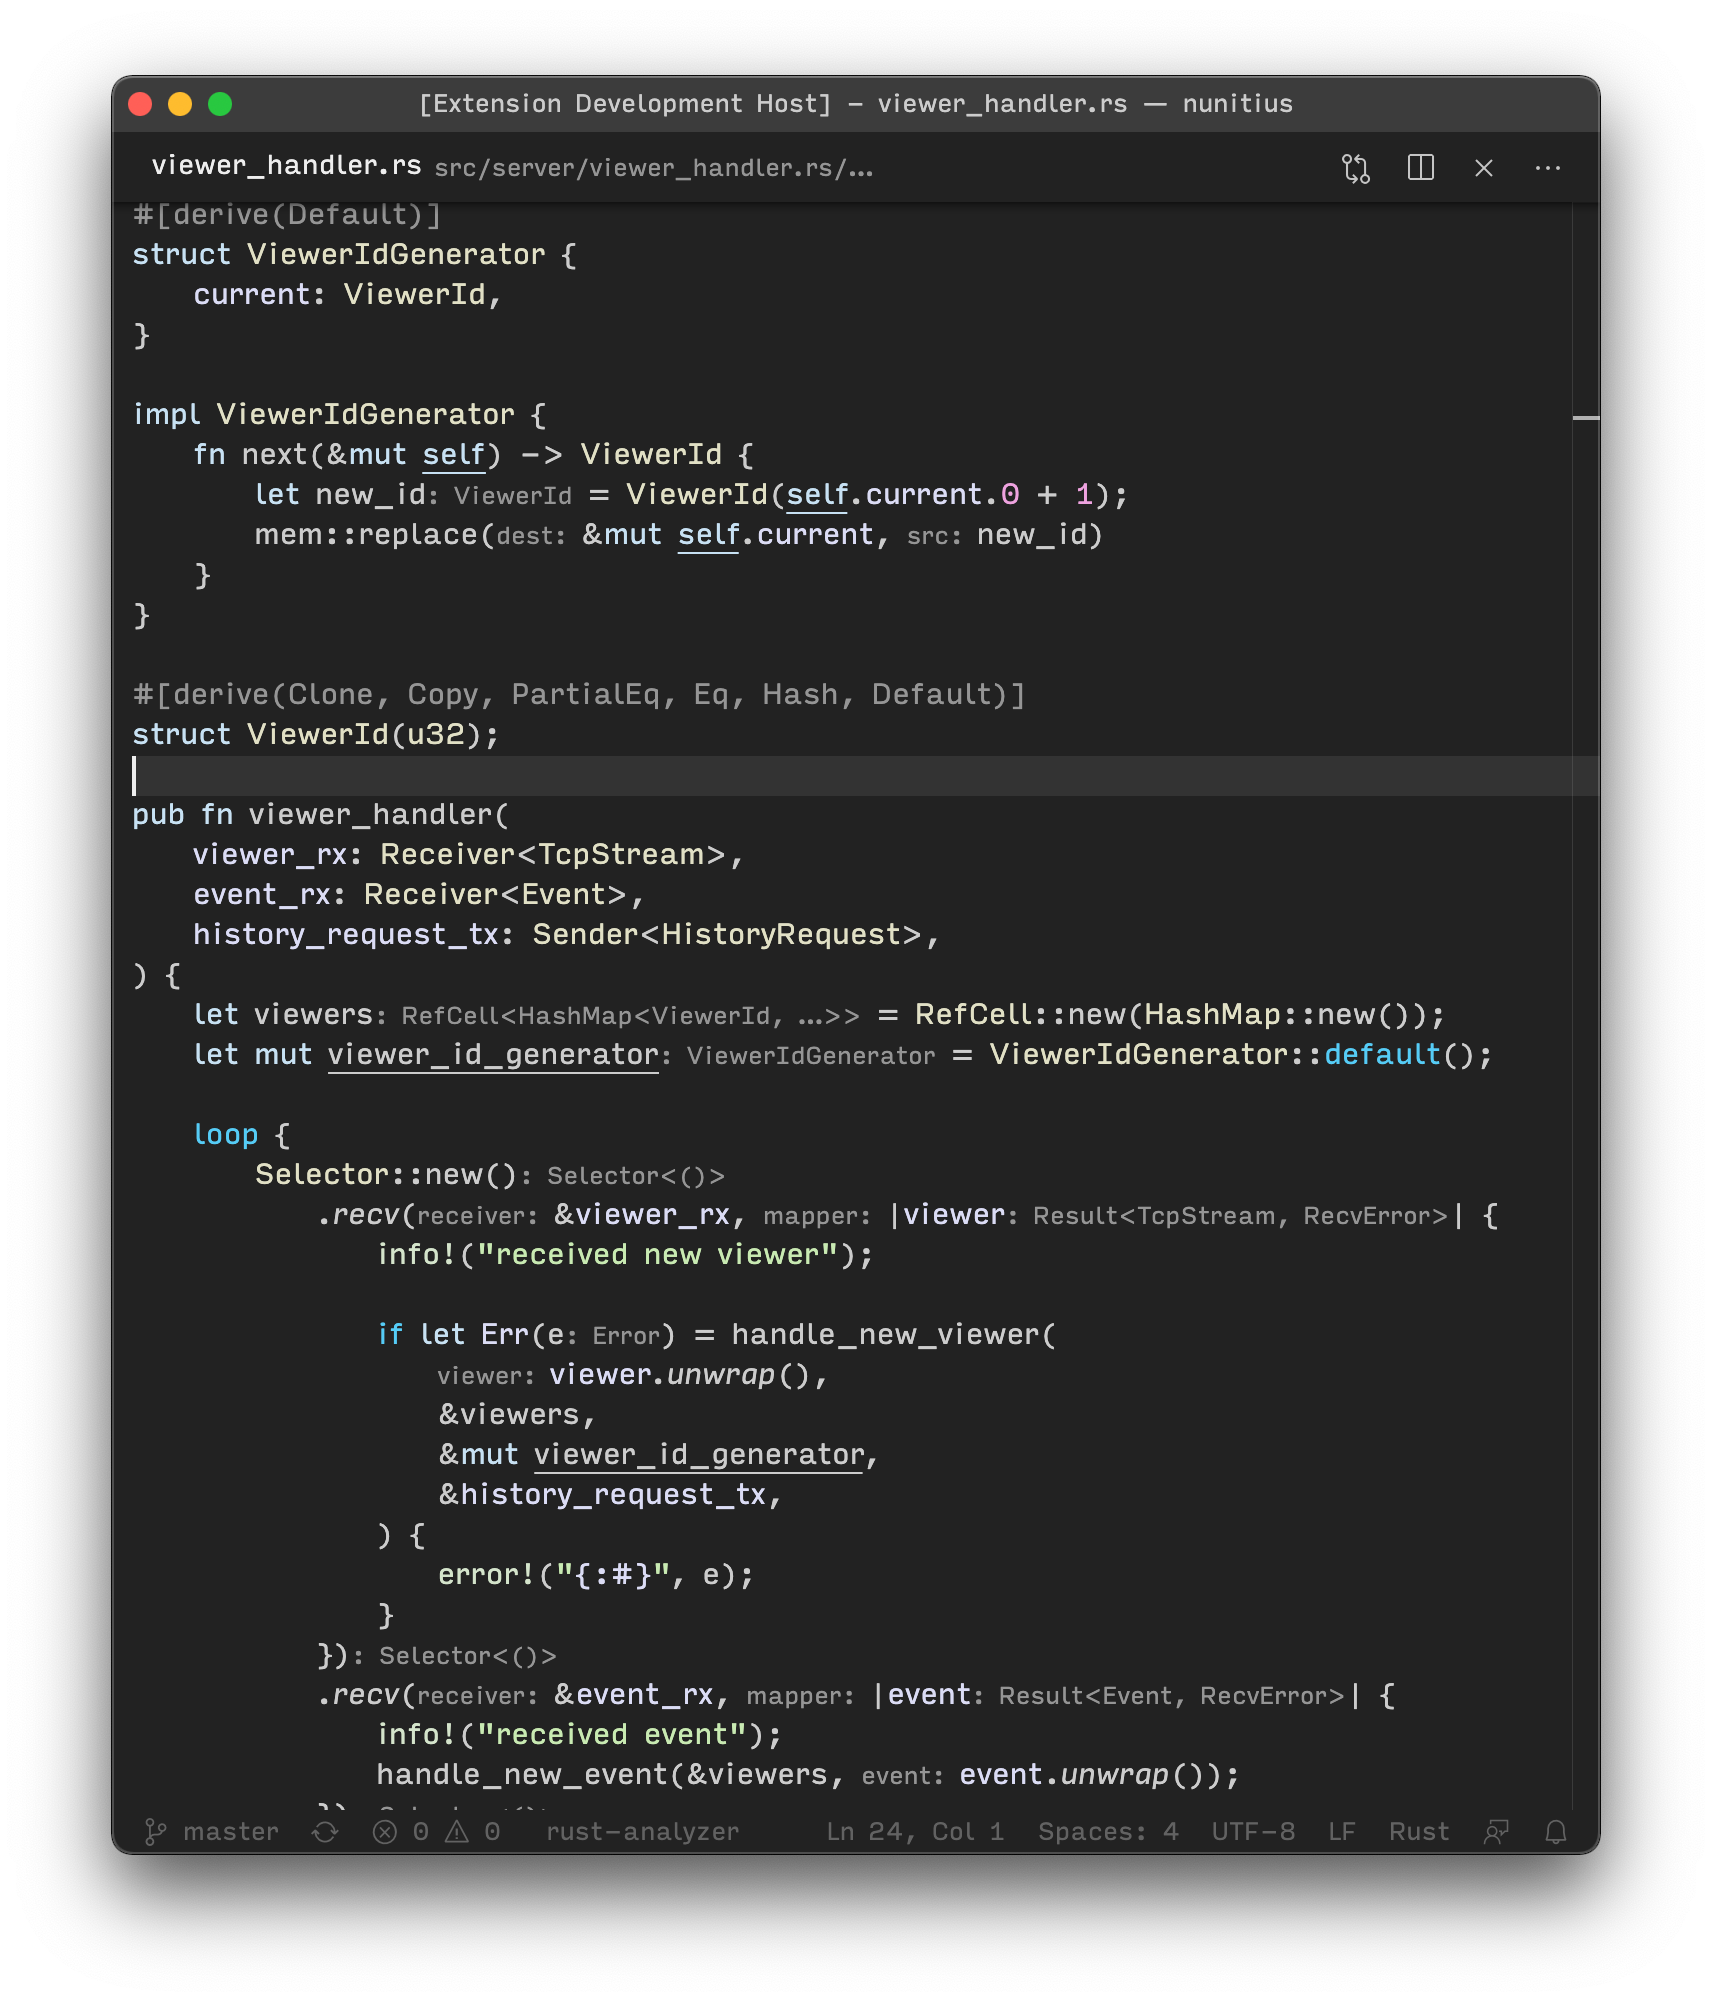 [Extension Development Host] – viewer_handler.rs — nunitius
viewer_handler.rs src/server/viewer_handler.rs/...
#[derive(Default)]
struct ViewerIdGenerator {
    current: ViewerId,
}
impl ViewerIdGenerator {
    fn next(&mut self) -> ViewerId {
        let new_id: ViewerId = ViewerId(self.current.0 + 1);
        mem::replace(dest: &mut self.current, src: new_id)
    }
}
#[derive(Clone, Copy, PartialEq, Eq, Hash, Default)]
struct ViewerId(u32);
pub fn viewer_handler(
    viewer_rx: Receiver<TcpStream>,
    event_rx: Receiver<Event>,
    history_request_tx: Sender<HistoryRequest>,
) {
    let viewers: RefCell<HashMap<ViewerId, ...>> = RefCell::new(HashMap::new());
    let mut viewer_id_generator: ViewerIdGenerator = ViewerIdGenerator::default();
    loop {
        Selector::new(): Selector<()>
            .recv(receiver: &viewer_rx, mapper: |viewer: Result<TcpStream, RecvError>| {
                info!("received new viewer");
                if let Err(e: Error) = handle_new_viewer(
                    viewer: viewer.unwrap(),
                    &viewers,
                    &mut viewer_id_generator,
                    &history_request_tx,
                ) {
                    error!("{:#}", e);
                }
            }): Selector<()>
            .recv(receiver: &event_rx, mapper: |event: Result<Event, RecvError>| {
                info!("received event");
                handle_new_event(&viewers, event: event.unwrap());
master 0 0 rust-analyzer Ln 24, Col 1 Spaces: 4 UTF-8 LF Rust